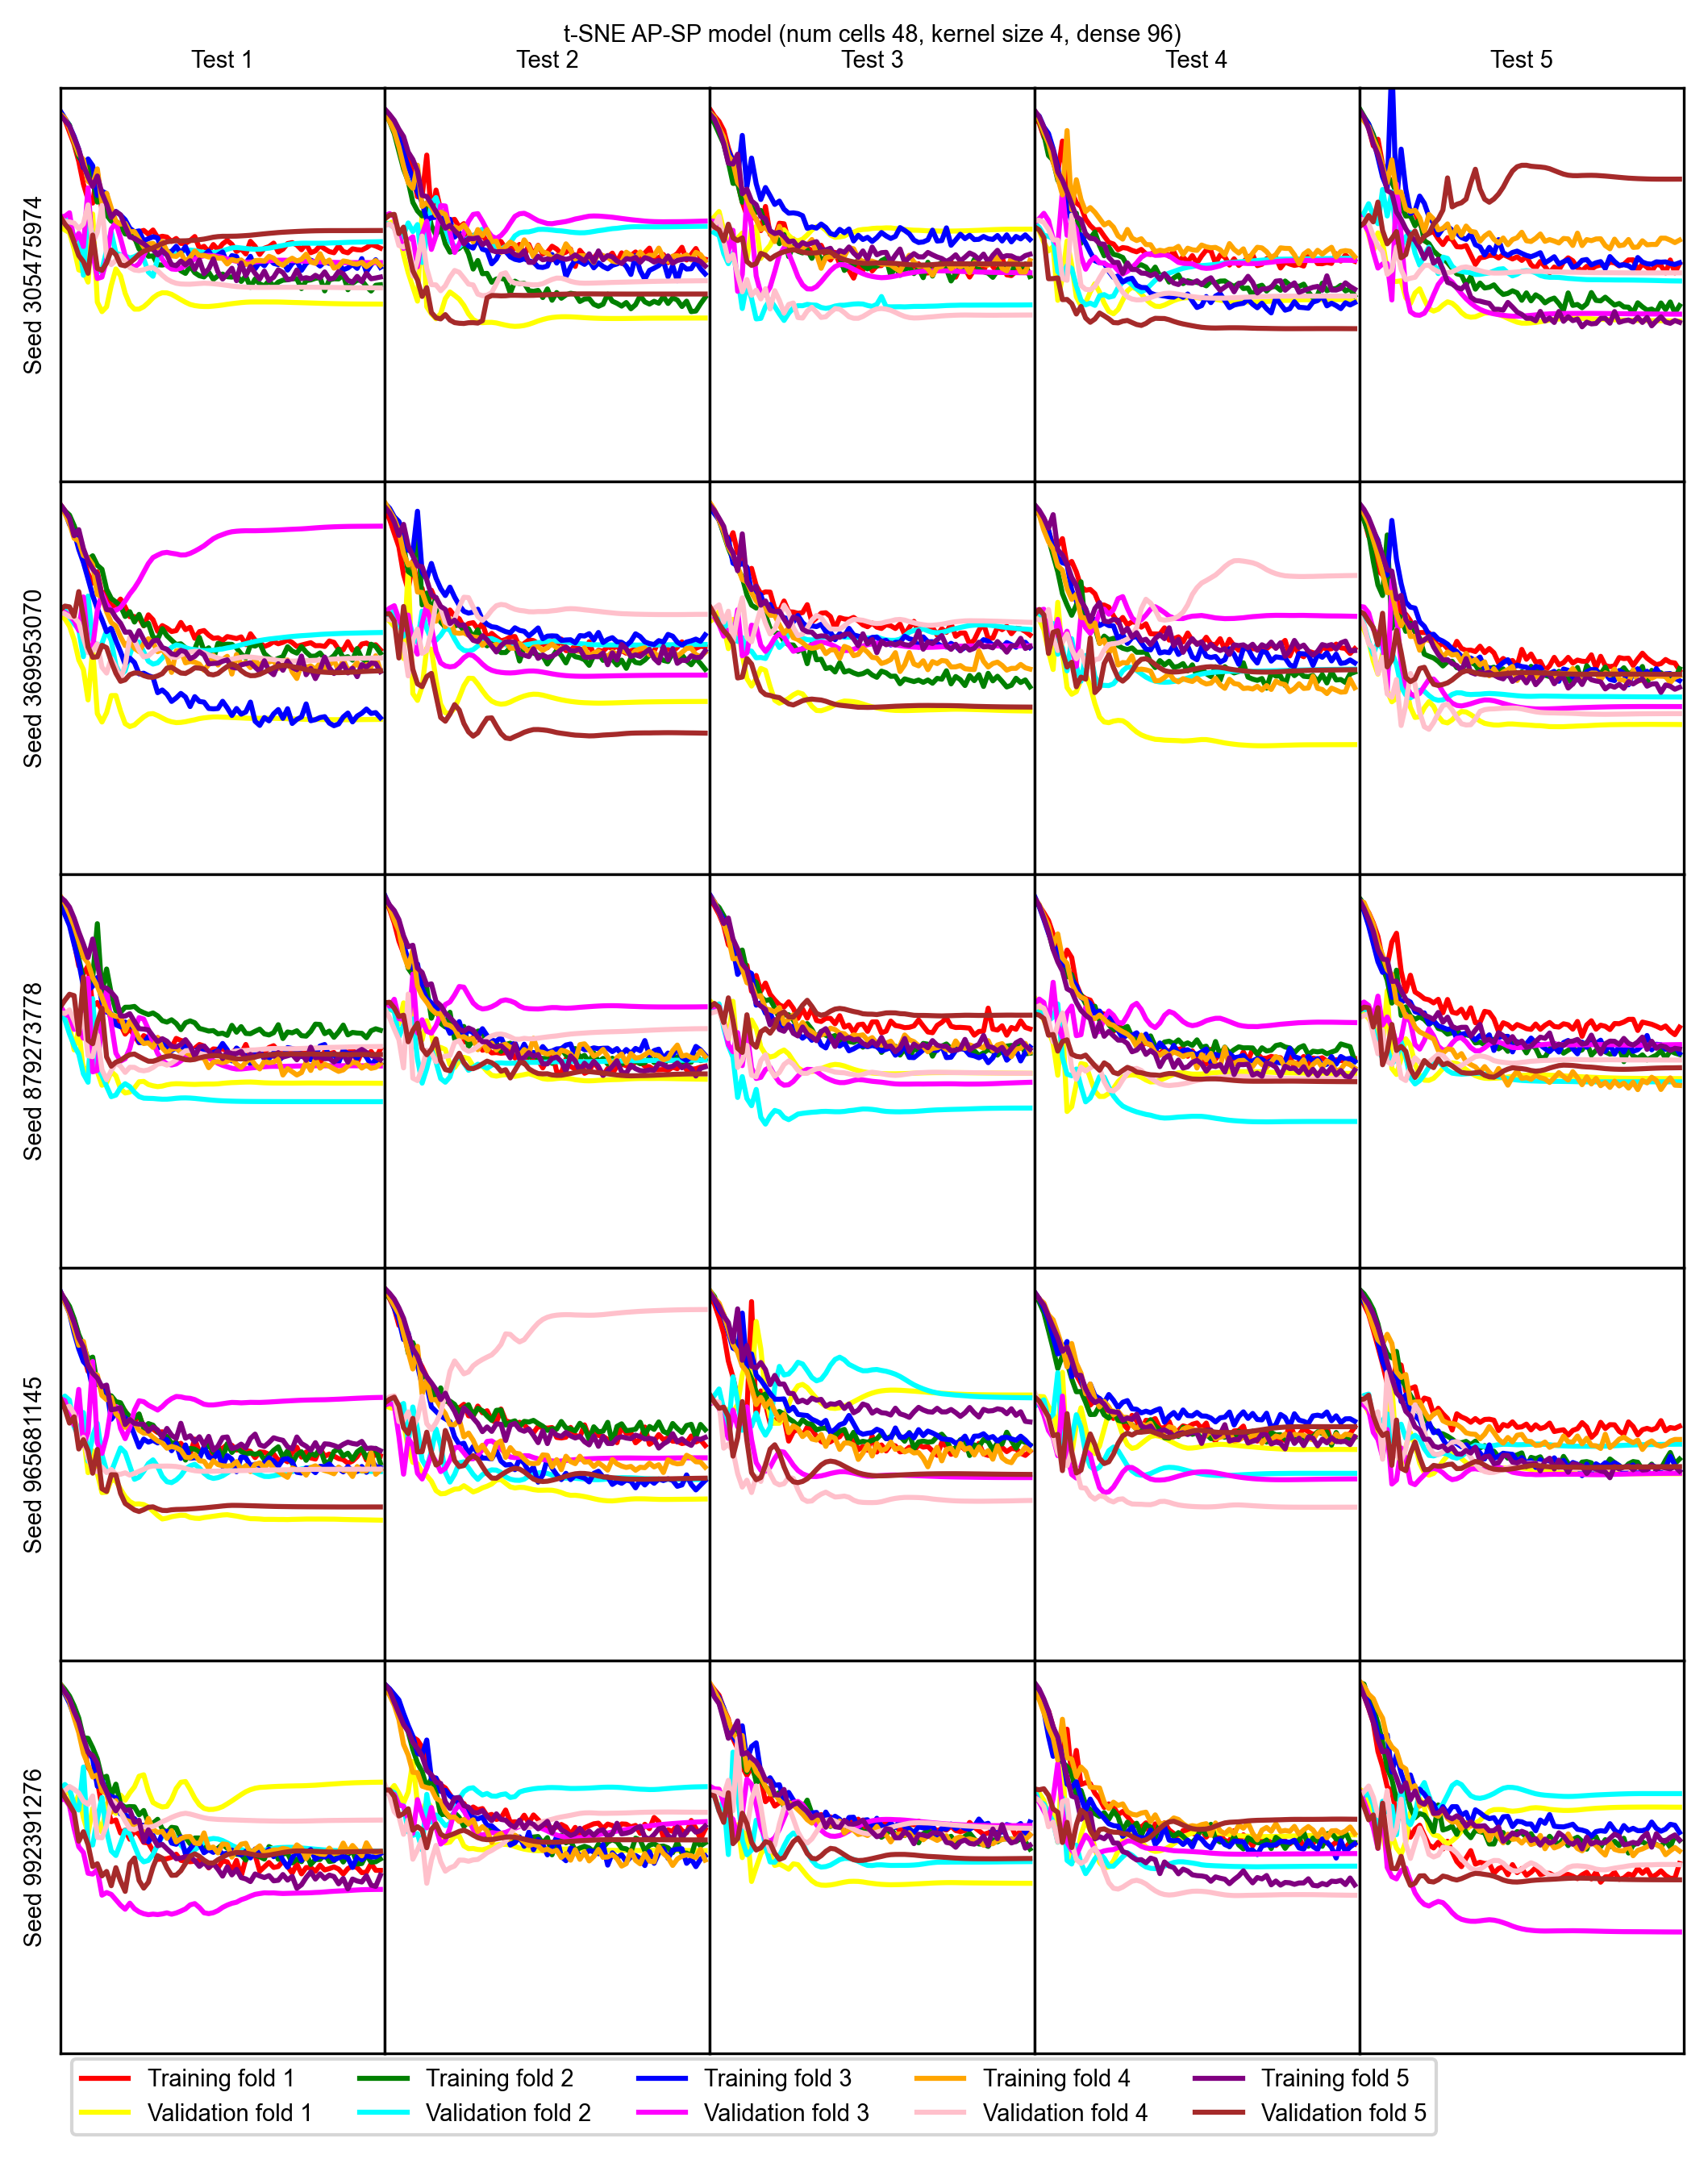 t-SNE AP-SP model (num cells 48, kernel size 4, dense 96)
Test 1 Test 2 Test 3 Test 4 Test 5
Seed 305475974
Seed 369953070
Seed 879273778
Seed 965681145
Seed 992391276
Training fold 1 Training fold 2 Training fold 3 Training fold 4 Training fold 5
Validation fold 1 Validation fold 2 Validation fold 3 Validation fold 4 Validation fold 5